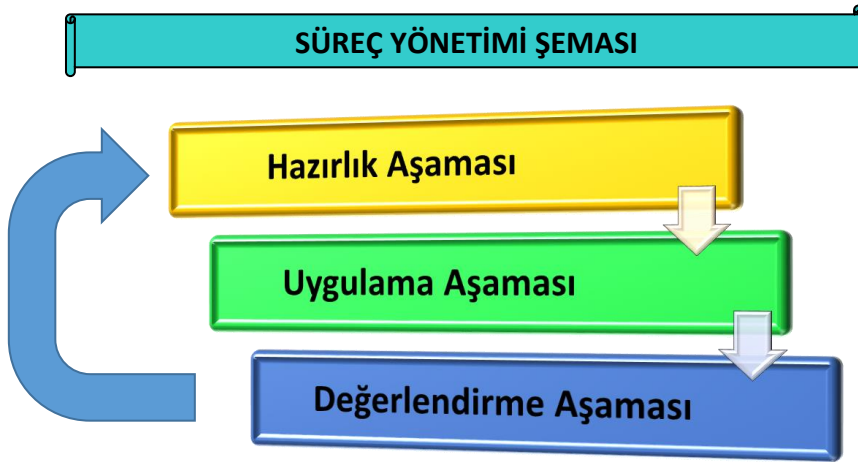 SÜREÇ YÖNETİMİ ŞEMASI
Hazırlık Aşaması
Uygulama Aşaması
Değerlendirme Aşaması